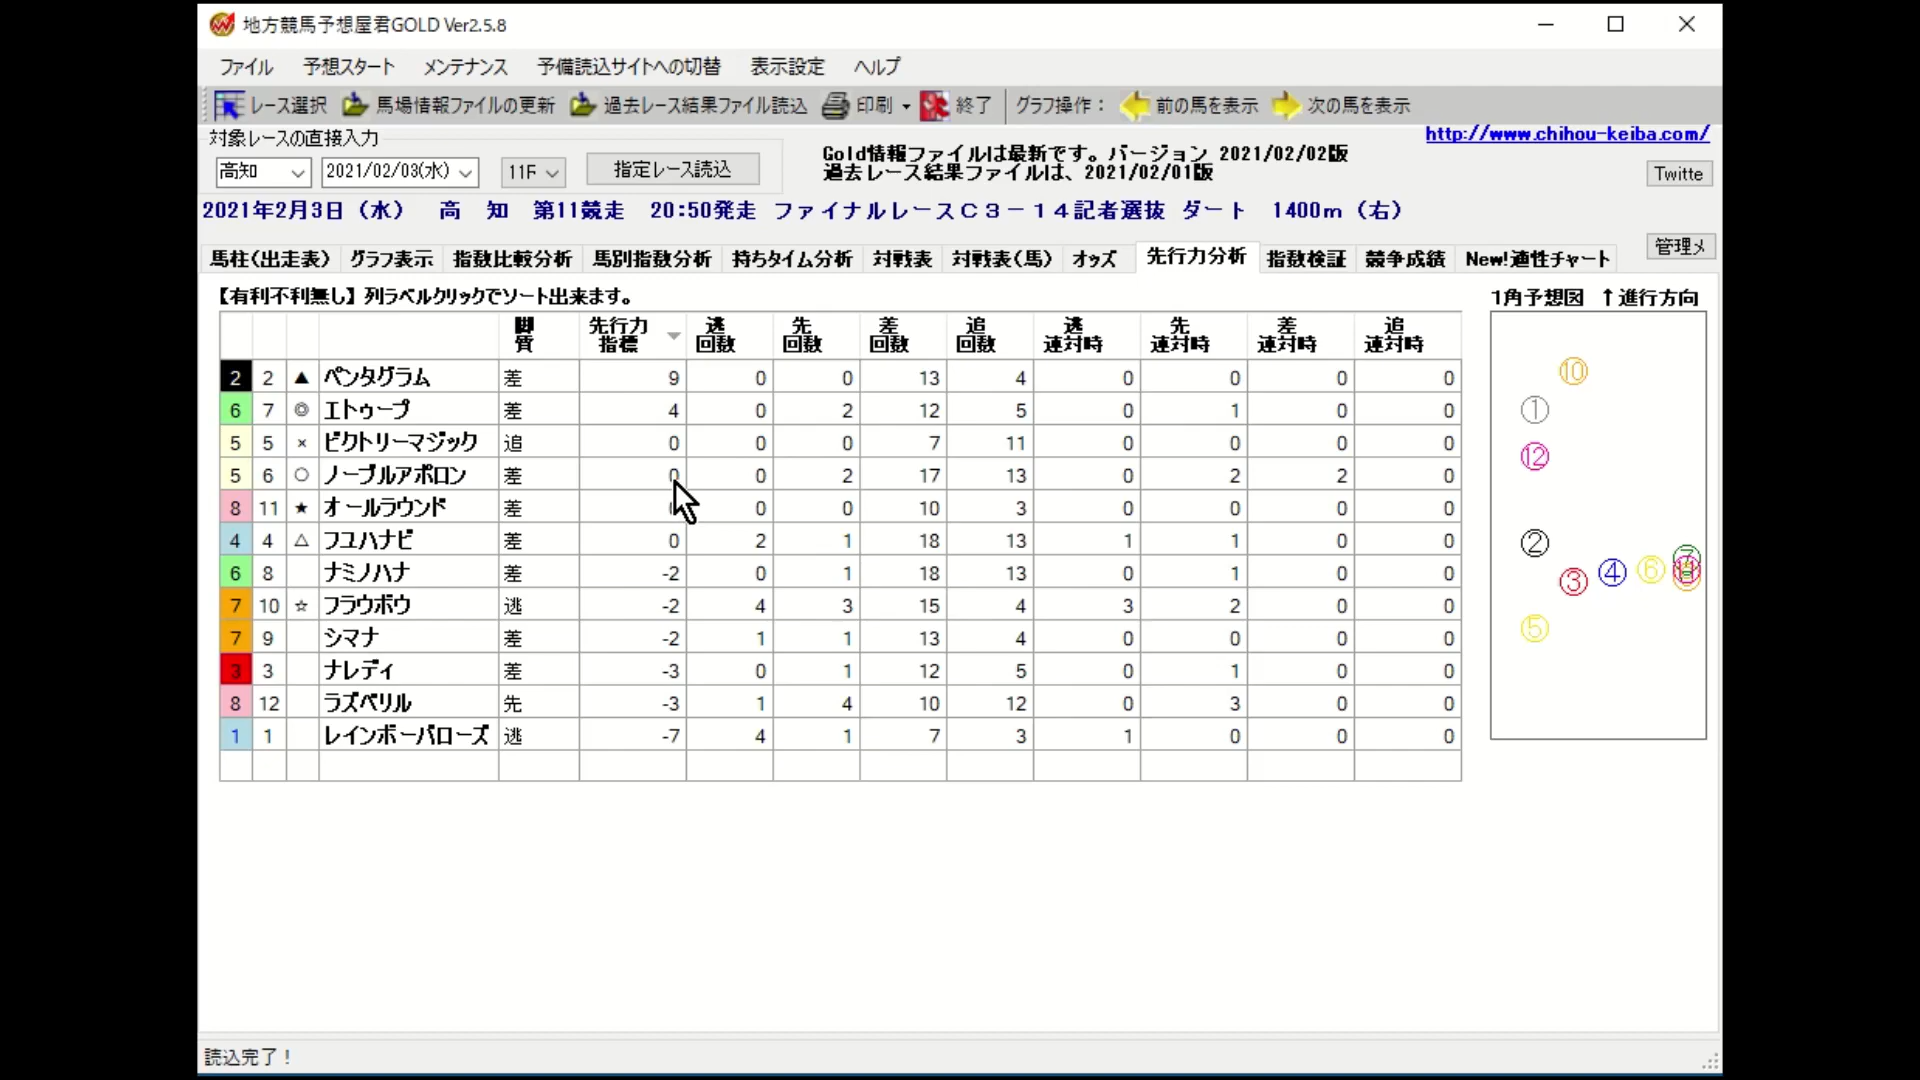 地方競馬予想屋君GOLD Ver2.5.8
ファイル 予想スタート メンテナンス 予備読込サイトへの切替 表示設定 ヘルプ
レース選択 馬場情報ファイルの更新 過去レース結果ファイル読込 印刷 終了 グラフ操作： 前の馬を表示 次の馬を表示
対象レースの直接入力
http://www.chihou-keiba.com/
高知 2021/02/03(水) 11R 指定レース読込
Gold情報ファイルは最新です。バージョン 2021/02/02版
過去レース結果ファイルは、2021/02/01版
Twitte
2021年2月3日（水） 高 知 第11競走 20:50発走 ファイナルレースＣ３－１４記者選抜 ダート 1400m（右）
管理メ
馬柱(出走表) グラフ表示 指数比較分析 馬別指数分析 持ちタイム分析 対戦表 対戦表(馬) オッズ 先行力分析 指数検証 競争成績 New!適性チャート
【有利不利無し】列ラベルクリックでソート出来ます。
1角予想図 ↑進行方向
脚質 先行力指標 逃回数 先回数 差回数 追回数 逃連対時 先連対時 差連対時 追連対時
2 2 ▲ ペンタグラム 差 9 0 0 13 4 0 0 0 0
6 7 ◎ エトゥープ 差 4 0 2 12 5 0 1 0 0
5 5 × ビクトリーマジック 追 0 0 0 7 11 0 0 0 0
5 6 ○ ノーブルアポロン 差 0 0 2 17 13 0 2 2 0
8 11 ★ オールラウンド 差 0 0 10 3 0 0 0 0
4 4 △ フユハナビ 差 0 2 1 18 13 1 1 0 0
6 8 ナミノハナ 差 -2 0 1 18 13 0 1 0 0
7 10 ☆ フラウボウ 逃 -2 4 3 15 4 3 2 0 0
7 9 シマナ 差 -2 1 1 13 4 0 0 0 0
3 3 ナレディ 差 -3 0 1 12 5 0 1 0 0
8 12 ラズベリル 先 -3 1 4 10 12 0 3 0 0
1 1 レインボーバローズ 逃 -7 4 1 7 3 1 0 0 0
⑩
①
⑫
②
③ ④ ⑥ ⑦ ⑪
⑤
読込完了！